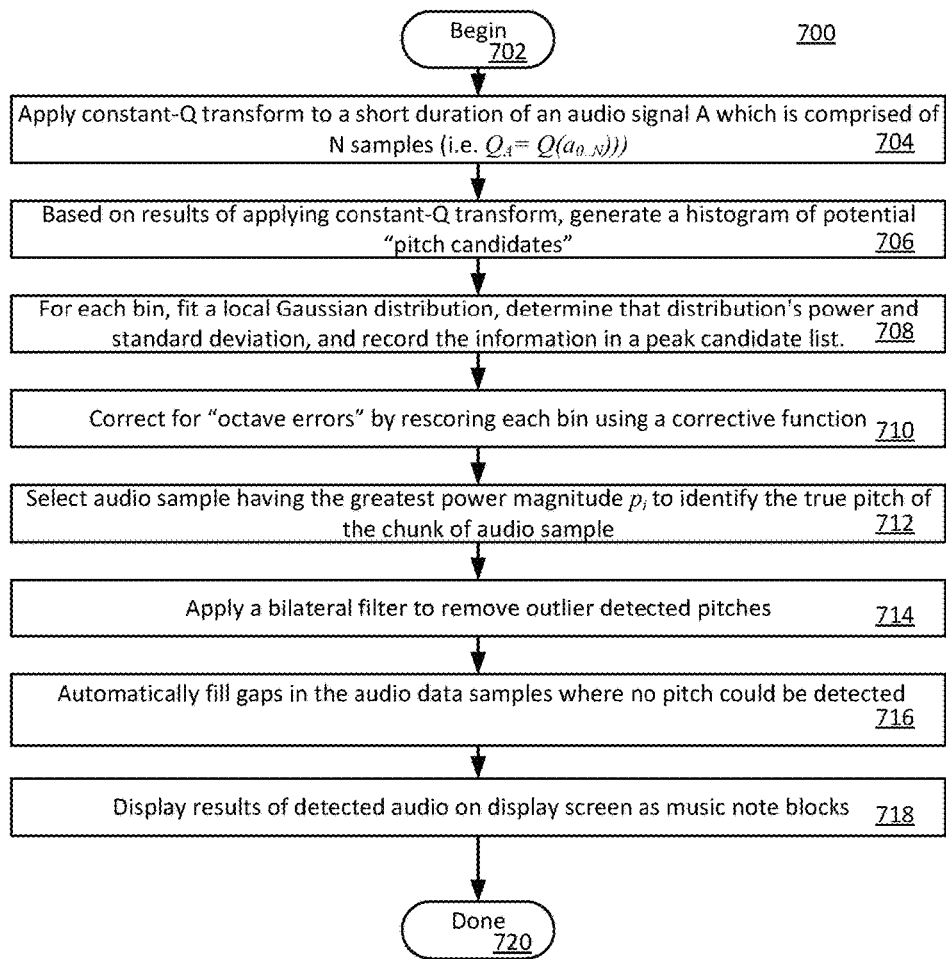 Begin
702
700
Apply constant-Q transform to a short duration of an audio signal A which is comprised of
N samples (i.e. Q_A= Q(a_{0..N})))
704
Based on results of applying constant-Q transform, generate a histogram of potential
“pitch candidates”
706
For each bin, fit a local Gaussian distribution, determine that distribution's power and
standard deviation, and record the information in a peak candidate list.
708
Correct for “octave errors” by rescoring each bin using a corrective function
710
Select audio sample having the greatest power magnitude p_i to identify the true pitch of
the chunk of audio sample
712
Apply a bilateral filter to remove outlier detected pitches
714
Automatically fill gaps in the audio data samples where no pitch could be detected
716
Display results of detected audio on display screen as music note blocks
718
Done
720